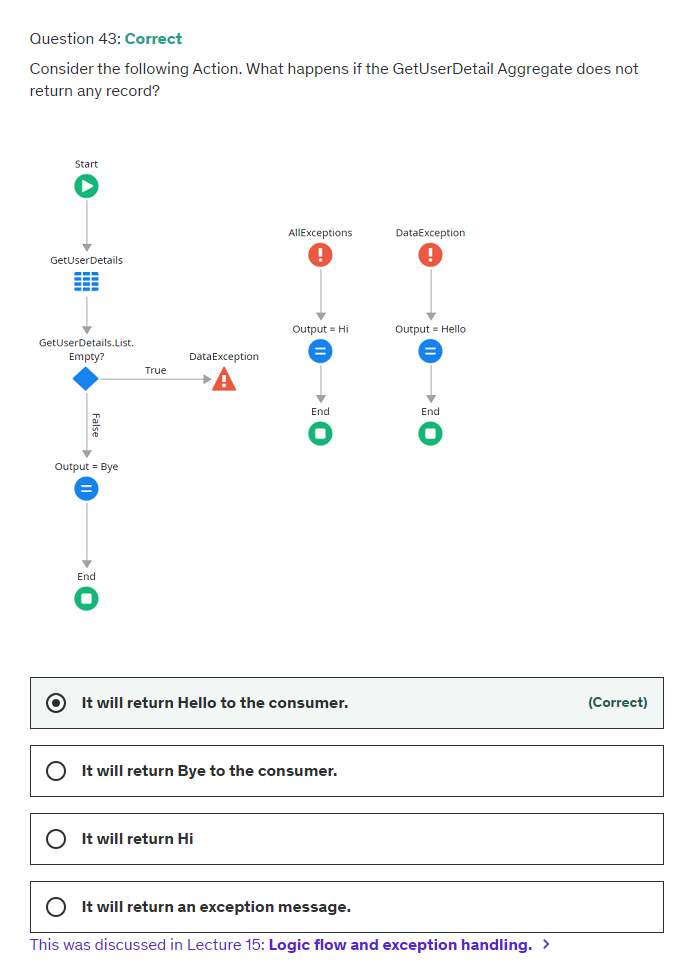 Question 43: Correct
Consider the following Action. What happens if the GetUserDetail Aggregate does not
return any record?
Start
GetUserDetails
GetUserDetails.List.
Empty?
True
DataException
False
Output = Bye
End
AllExceptions
Output = Hi
End
DataException
Output = Hello
End
It will return Hello to the consumer.
(Correct)
It will return Bye to the consumer.
It will return Hi
It will return an exception message.
This was discussed in Lecture 15: Logic flow and exception handling. >